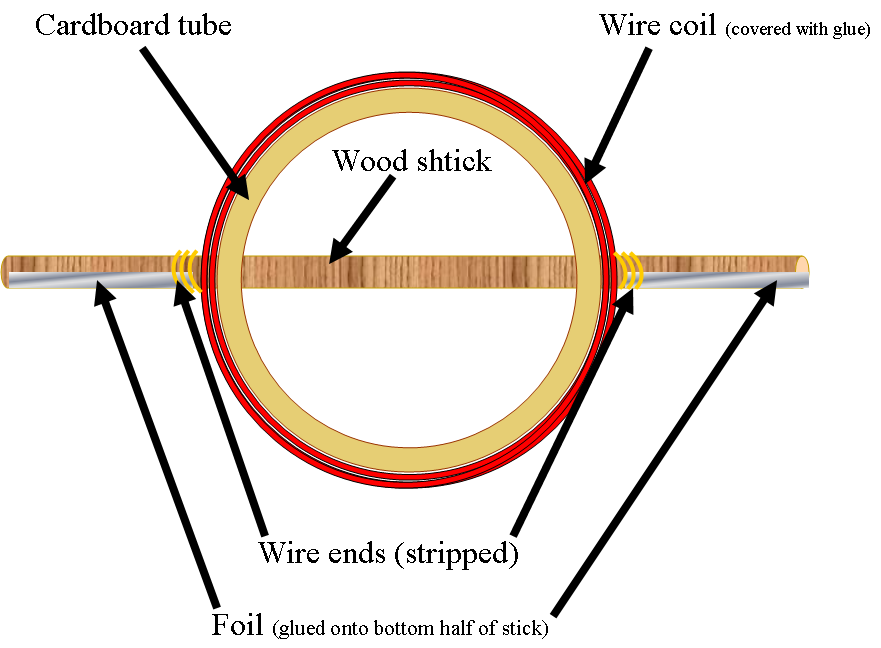 Cardboard tube
Wire coil (covered with glue)
Wood shtick
Wire ends (stripped)
Foil (glued onto bottom half of stick)